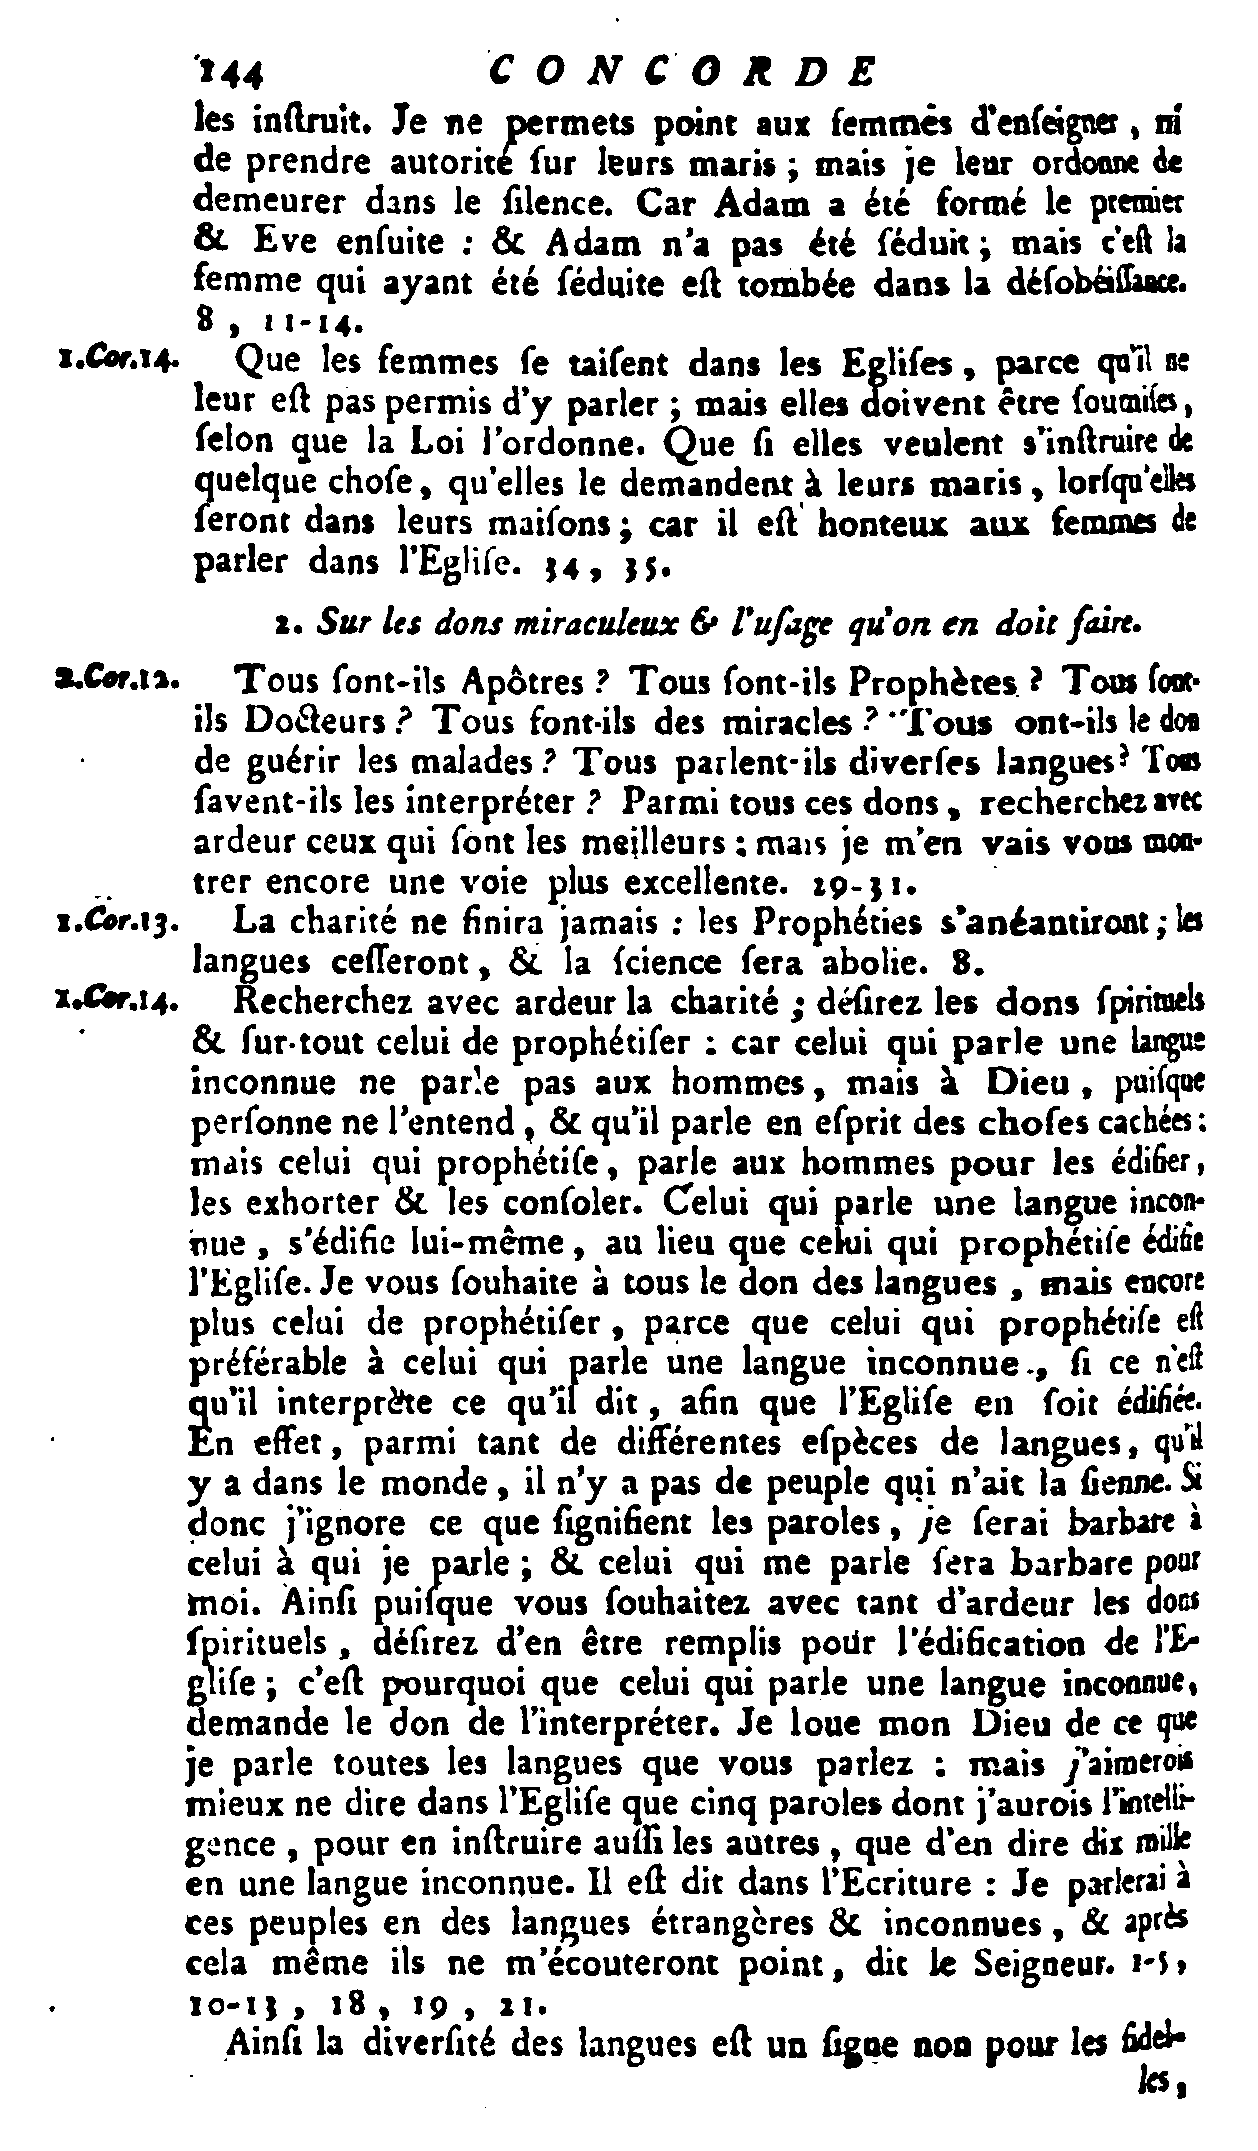 144 CONCORDE
les inſtruit. Je ne permets point aux femmes d'enſeigner, ni
de prendre autorité ſur leurs maris ; mais je leur ordonne de
demeurer dans le ſilence. Car Adam a été formé le premier
& Eve enſuite : & Adam n'a pas été ſéduit ; mais c'eſt la
femme qui ayant été ſéduite eſt tombée dans la déſobéiſſance.
8, 11-14.
1.Cor.14. Que les femmes ſe taiſent dans les Egliſes, parce qu'il ne
leur eſt pas permis d'y parler ; mais elles doivent être ſoumiſes,
ſelon que la Loi l'ordonne. Que ſi elles veulent s'inſtruire de
quelque choſe, qu'elles le demandent à leurs maris, lorſqu'elles
ſeront dans leurs maiſons ; car il eſt honteux aux femmes de
parler dans l'Egliſe. 34, 35.
2. Sur les dons miraculeux & l'uſage qu'on en doit faire.
2.Cor.12. Tous ſont-ils Apôtres ? Tous ſont-ils Prophètes ? Tous ſont-
ils Docteurs ? Tous font-ils des miracles ? Tous ont-ils le don
de guérir les malades ? Tous parlent-ils diverſes langues ? Tous
ſavent-ils les interpréter ? Parmi tous ces dons, recherchez avec
ardeur ceux qui ſont les meilleurs : mais je m'en vais vous mon-
trer encore une voie plus excellente. 29-31.
1.Cor.13. La charité ne finira jamais : les Prophéties s'anéantiront ; les
langues ceſſeront, & la ſcience ſera abolie. 8.
1.Cor.14. Recherchez avec ardeur la charité ; déſirez les dons ſpirituels
& ſur-tout celui de prophétiſer : car celui qui parle une langue
inconnue ne parle pas aux hommes, mais à Dieu, puiſque
perſonne ne l'entend, & qu'il parle en eſprit des choſes cachées :
mais celui qui prophétiſe, parle aux hommes pour les édifier,
les exhorter & les conſoler. Celui qui parle une langue incon-
nue, s'édifie lui-même, au lieu que celui qui prophétiſe édifie
l'Egliſe. Je vous ſouhaite à tous le don des langues, mais encore
plus celui de prophétiſer, parce que celui qui prophétiſe eſt
préférable à celui qui parle une langue inconnue, ſi ce n'eſt
qu'il interprète ce qu'il dit, afin que l'Egliſe en ſoit édifiée.
En effet, parmi tant de différentes eſpèces de langues, qu'il
y a dans le monde, il n'y a pas de peuple qui n'ait la ſienne. Si
donc j'ignore ce que ſignifient les paroles, je ſerai barbare à
celui à qui je parle ; & celui qui me parle ſera barbare pour
moi. Ainſi puiſque vous ſouhaitez avec tant d'ardeur les dons
ſpirituels, déſirez d'en être remplis pour l'édification de l'E-
gliſe ; c'eſt pourquoi que celui qui parle une langue inconnue,
demande le don de l'interpréter. Je loue mon Dieu de ce que
je parle toutes les langues que vous parlez : mais j'aimerois
mieux ne dire dans l'Egliſe que cinq paroles dont j'aurois l'intelli-
gence, pour en inſtruire auſſi les autres, que d'en dire dix mille
en une langue inconnue. Il eſt dit dans l'Ecriture : Je parlerai à
ces peuples en des langues étrangères & inconnues, & après
cela même ils ne m'écouteront point, dit le Seigneur. 1-5,
10-13, 18, 19, 21.
Ainſi la diverſité des langues eſt un ſigne non pour les fidel-
les,